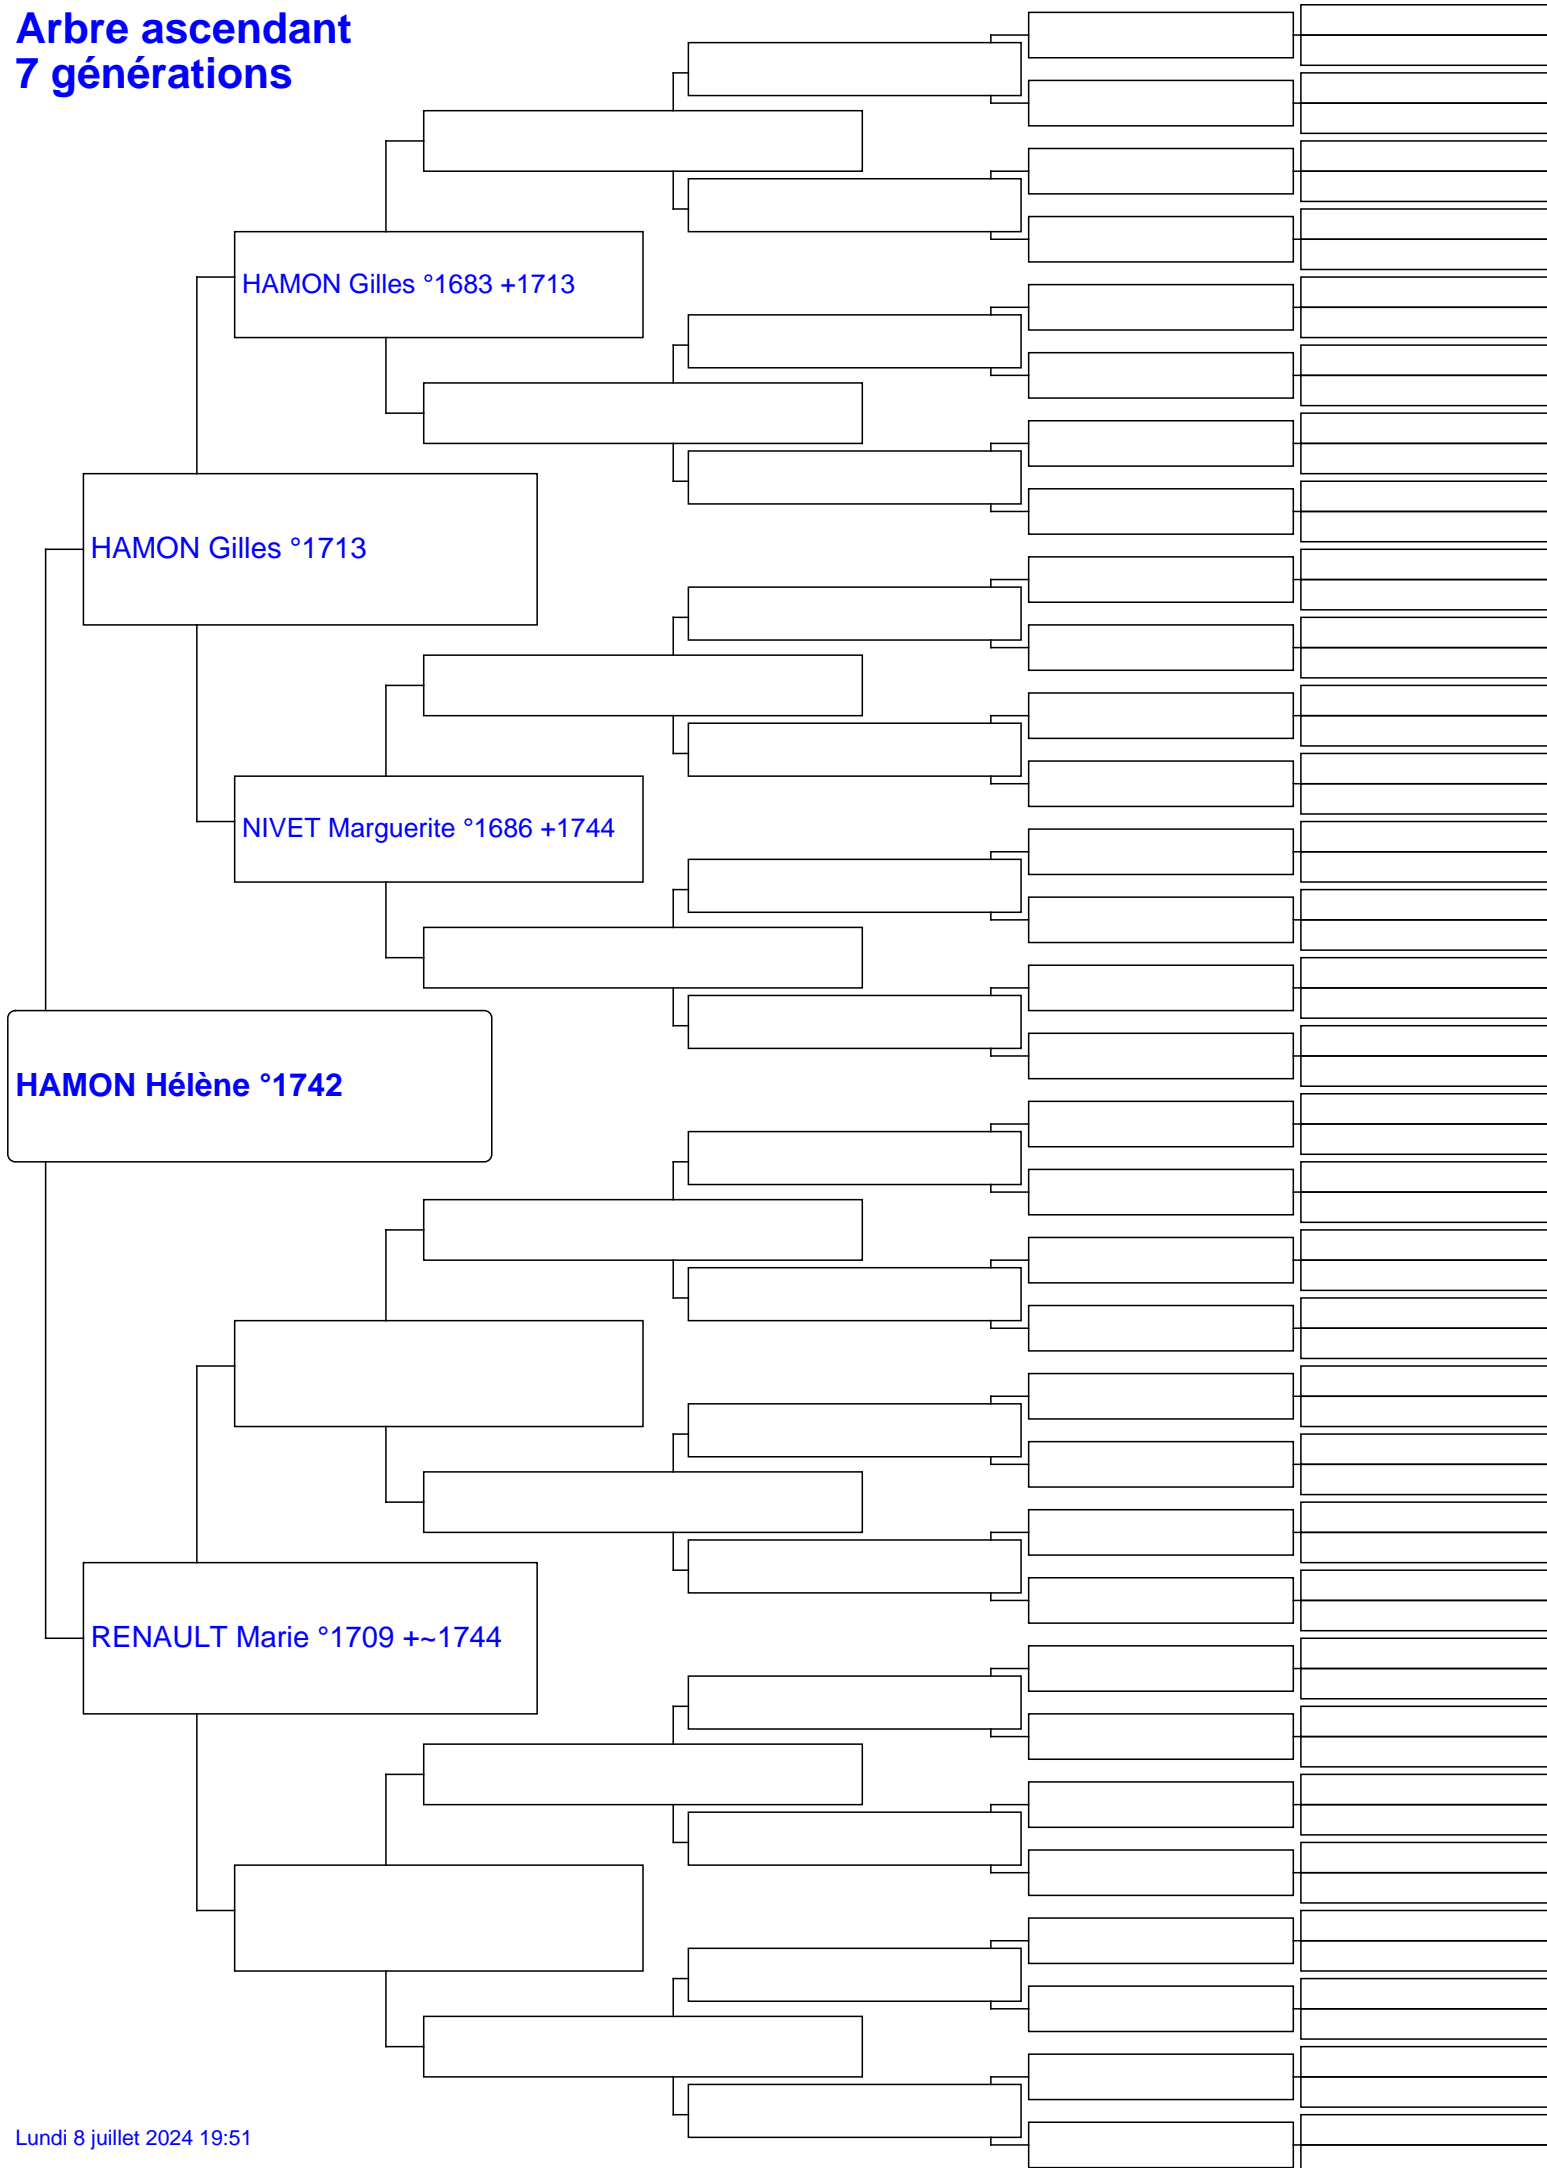 Arbre ascendant
7 générations
HAMON Gilles °1683 +1713
HAMON Gilles °1713
NIVET Marguerite °1686 +1744
HAMON Hélène °1742
RENAULT Marie °1709 +~1744
Lundi 8 juillet 2024 19:51